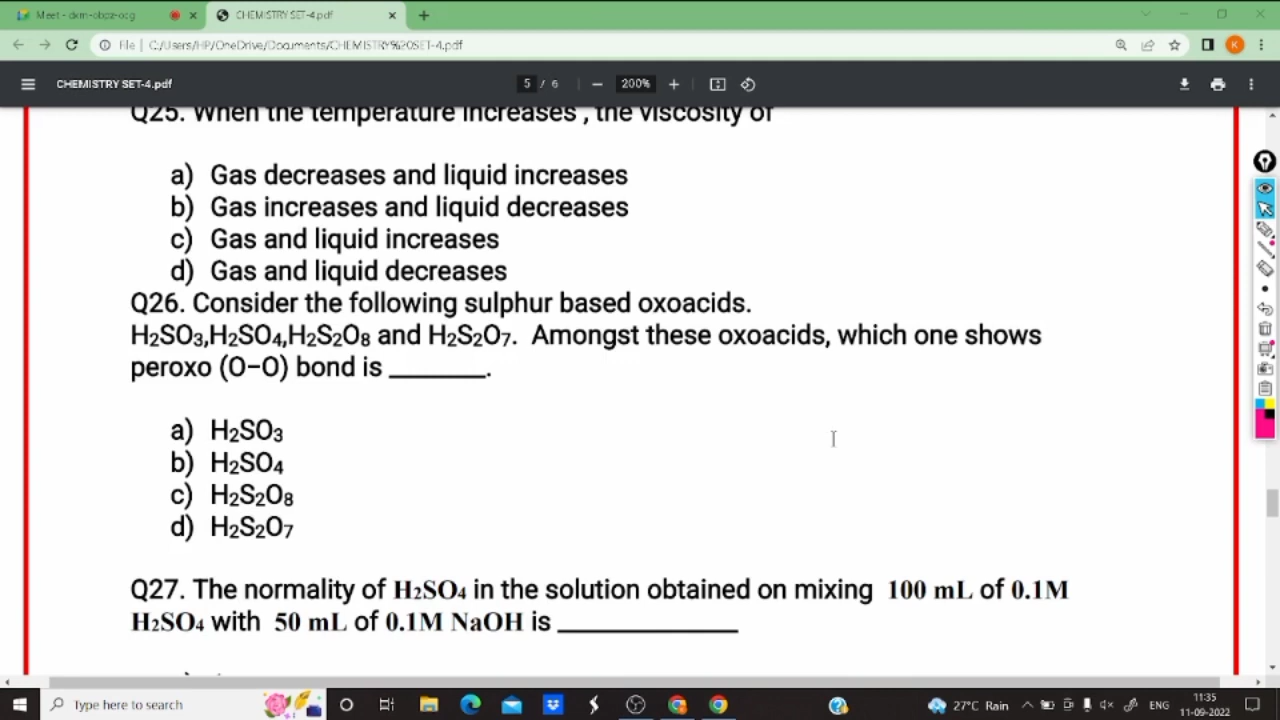 Meet - dkm-obpz-ocg
CHEMISTRY SET-4.pdf
File | C:/Users/HP/OneDrive/Documents/CHEMISTRY%20SET-4.pdf
K
CHEMISTRY SET-4.pdf
5 / 6
200%
Q25. When the temperature increases , the viscosity of
a) Gas decreases and liquid increases
b) Gas increases and liquid decreases
c) Gas and liquid increases
d) Gas and liquid decreases
Q26. Consider the following sulphur based oxoacids.
H₂SO₃,H₂SO₄,H₂S₂O₈ and H₂S₂O₇. Amongst these oxoacids, which one shows
peroxo (O−O) bond is ________.
a) H₂SO₃
b) H₂SO₄
c) H₂S₂O₈
d) H₂S₂O₇
Q27. The normality of H₂SO₄ in the solution obtained on mixing 100 mL of 0.1M
H₂SO₄ with 50 mL of 0.1M NaOH is _______________
Type here to search
27°C Rain
ENG
11:35
11-09-2022